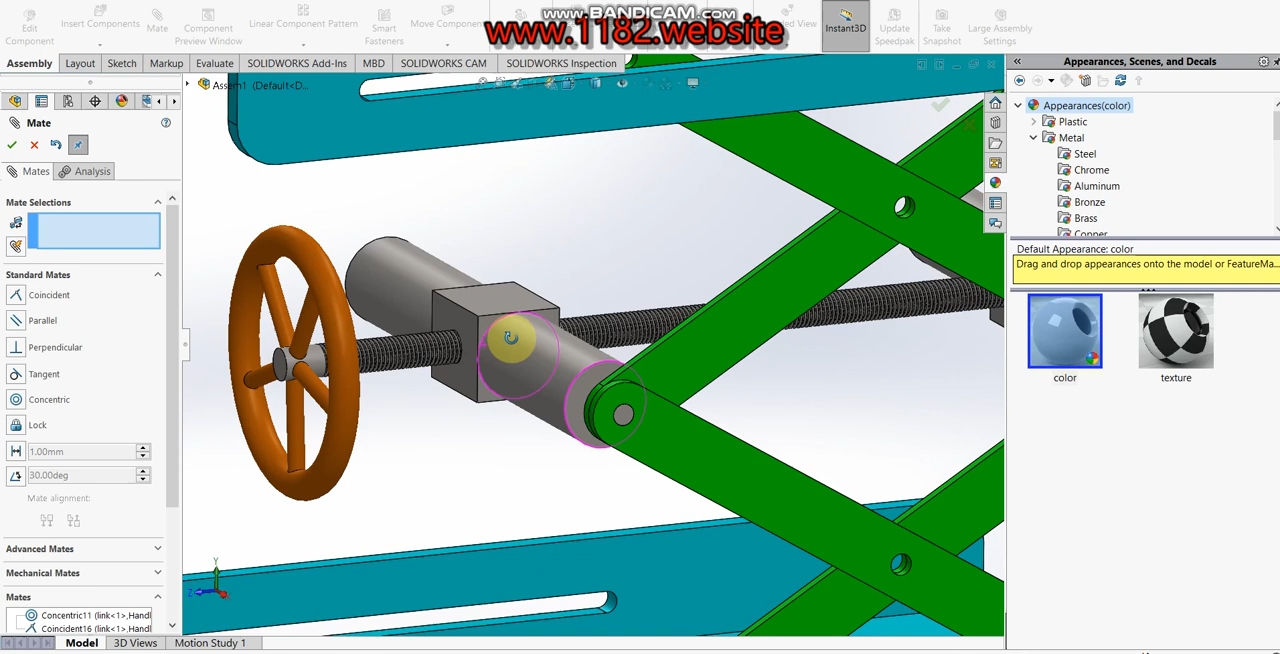 www.BANDICAM.com
www.1182.website
Edit Component
Insert Components
Mate
Component Preview Window
Linear Component Pattern
Smart Fasteners
Move Component
Update Speedpak
Take Snapshot
Large Assembly Settings
Instant3D
Assembly
Layout
Sketch
Markup
Evaluate
SOLIDWORKS Add-Ins
MBD
SOLIDWORKS CAM
SOLIDWORKS Inspection
Assem1 (Default<D...
Mate
Mates
Analysis
Mate Selections
Standard Mates
Coincident
Parallel
Perpendicular
Tangent
Concentric
Lock
1.00mm
30.00deg
Mate alignment:
Advanced Mates
Mechanical Mates
Mates
Concentric11 (link<1>,Handl
Coincident16 (link<1>,Handl
Y
Z
Model
3D Views
Motion Study 1
Appearances, Scenes, and Decals
Appearances(color)
Plastic
Metal
Steel
Chrome
Aluminum
Bronze
Brass
Copper
Default Appearance: color
Drag and drop appearances onto the model or FeatureMa...
color
texture